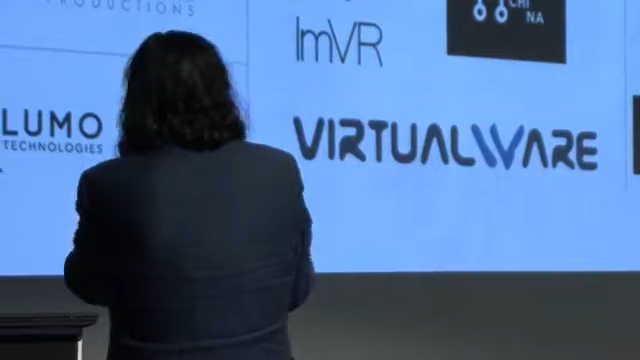 PRODUCTIONS
ImVR
CHI
NA
LUMO
TECHNOLOGIES
VIRTUALWARE